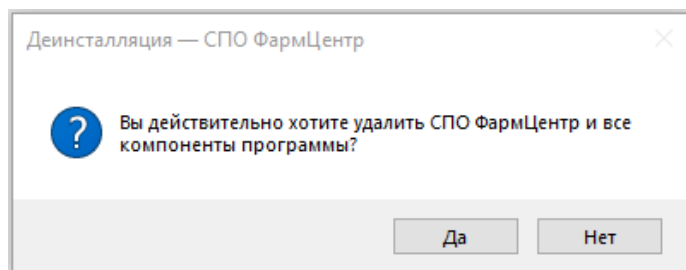 Деинсталляция — СПО ФармЦентр
Вы действительно хотите удалить СПО ФармЦентр и все
компоненты программы?
Да
Нет